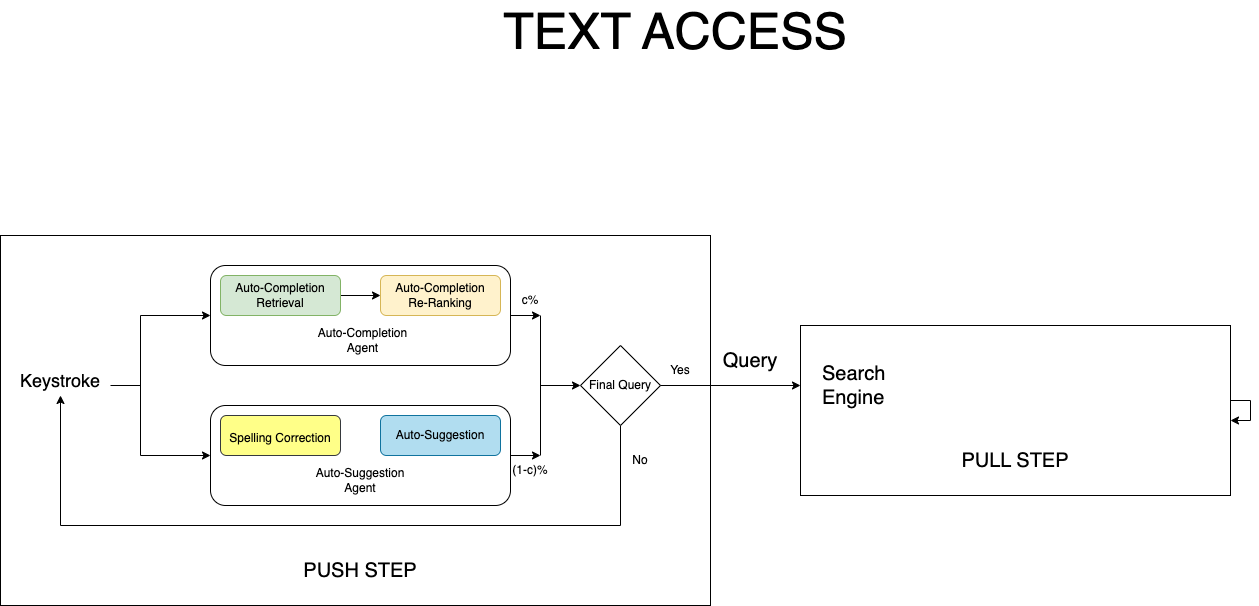 TEXT ACCESS
Auto-Completion
Retrieval
Auto-Completion
Re-Ranking
Auto-Completion
Agent
c%
Keystroke
Spelling Correction
Auto-Suggestion
Auto-Suggestion
Agent
(1-c)%
Final Query
Yes
No
PUSH STEP
Query
Search
Engine
PULL STEP